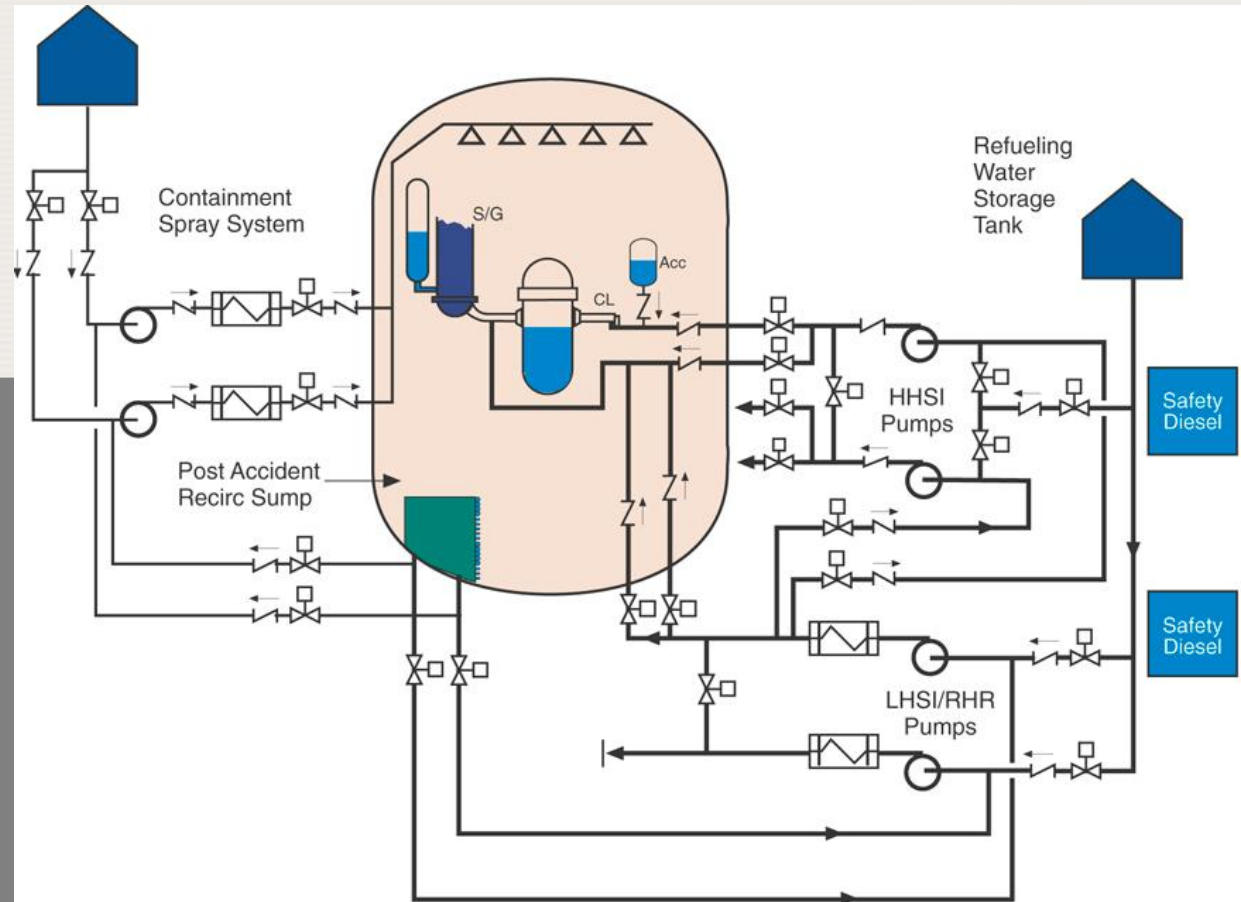 Containment
Spray System
S/G
Acc
CL
Refueling
Water
Storage
Tank
HHSI
Pumps
Safety
Diesel
Post Accident
Recirc Sump
Safety
Diesel
LHSI/RHR
Pumps